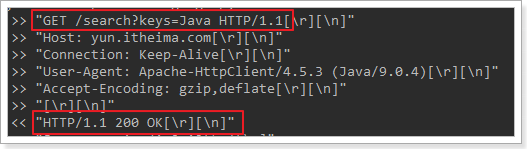 >> "GET /search?keys=Java HTTP/1.1[\r][\n]"
>> "Host: yun.itheima.com[\r][\n]"
>> "Connection: Keep-Alive[\r][\n]"
>> "User-Agent: Apache-HttpClient/4.5.3 (Java/9.0.4)[\r][\n]"
>> "Accept-Encoding: gzip,deflate[\r][\n]"
>> "[\r][\n]"
<< "HTTP/1.1 200 OK[\r][\n]"